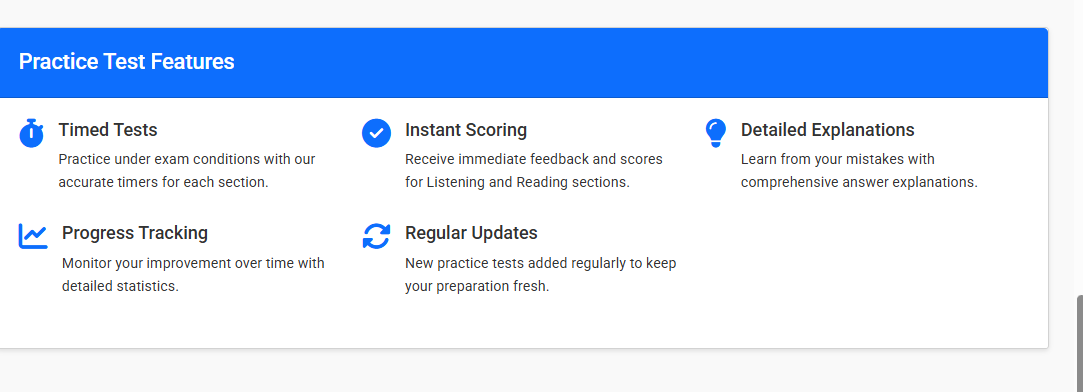 Practice Test Features
Timed Tests
Practice under exam conditions with our
accurate timers for each section.
Instant Scoring
Receive immediate feedback and scores
for Listening and Reading sections.
Detailed Explanations
Learn from your mistakes with
comprehensive answer explanations.
Progress Tracking
Monitor your improvement over time with
detailed statistics.
Regular Updates
New practice tests added regularly to keep
your preparation fresh.